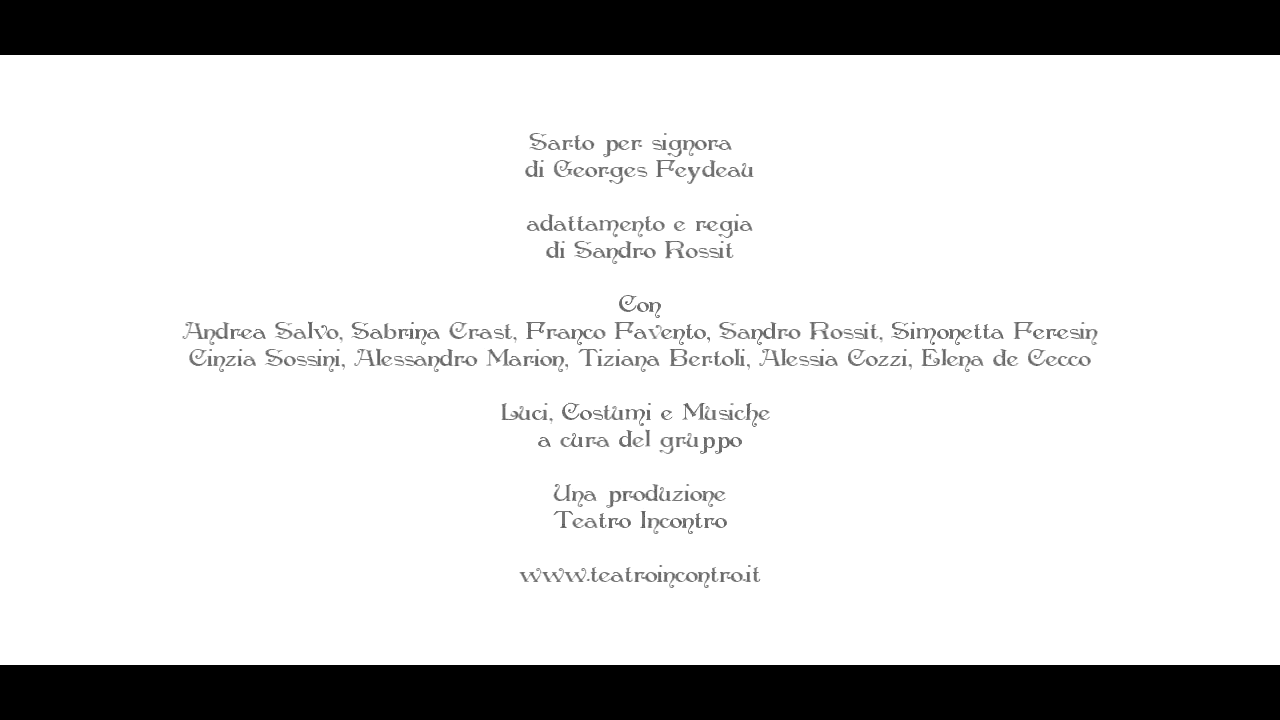 Sarto per signora
di Georges Feydeau
adattamento e regia
di Sandro Rossit
Con
Andrea Salvo, Sabrina Crast, Franco Favento, Sandro Rossit, Simonetta Feresin
Cinzia Sossini, Alessandro Marion, Tiziana Bertoli, Alessia Cozzi, Elena de Cecco
Luci, Costumi e Musiche
a cura del gruppo
Una produzione
Teatro Incontro
www.teatroincontro.it